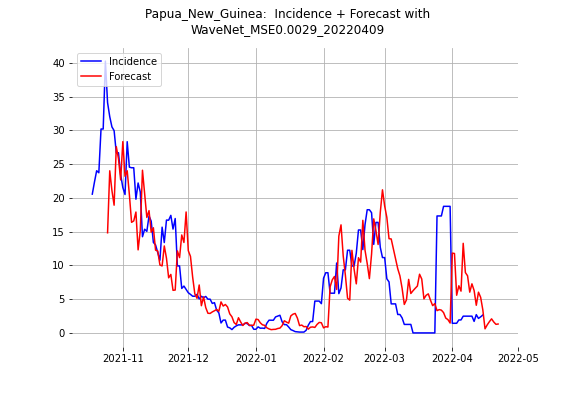 Papua_New_Guinea:  Incidence + Forecast with
WaveNet_MSE0.0029_20220409
Incidence
Forecast
40
35
30
25
20
15
10
5
0
2021-11 2021-12 2022-01 2022-02 2022-03 2022-04 2022-05